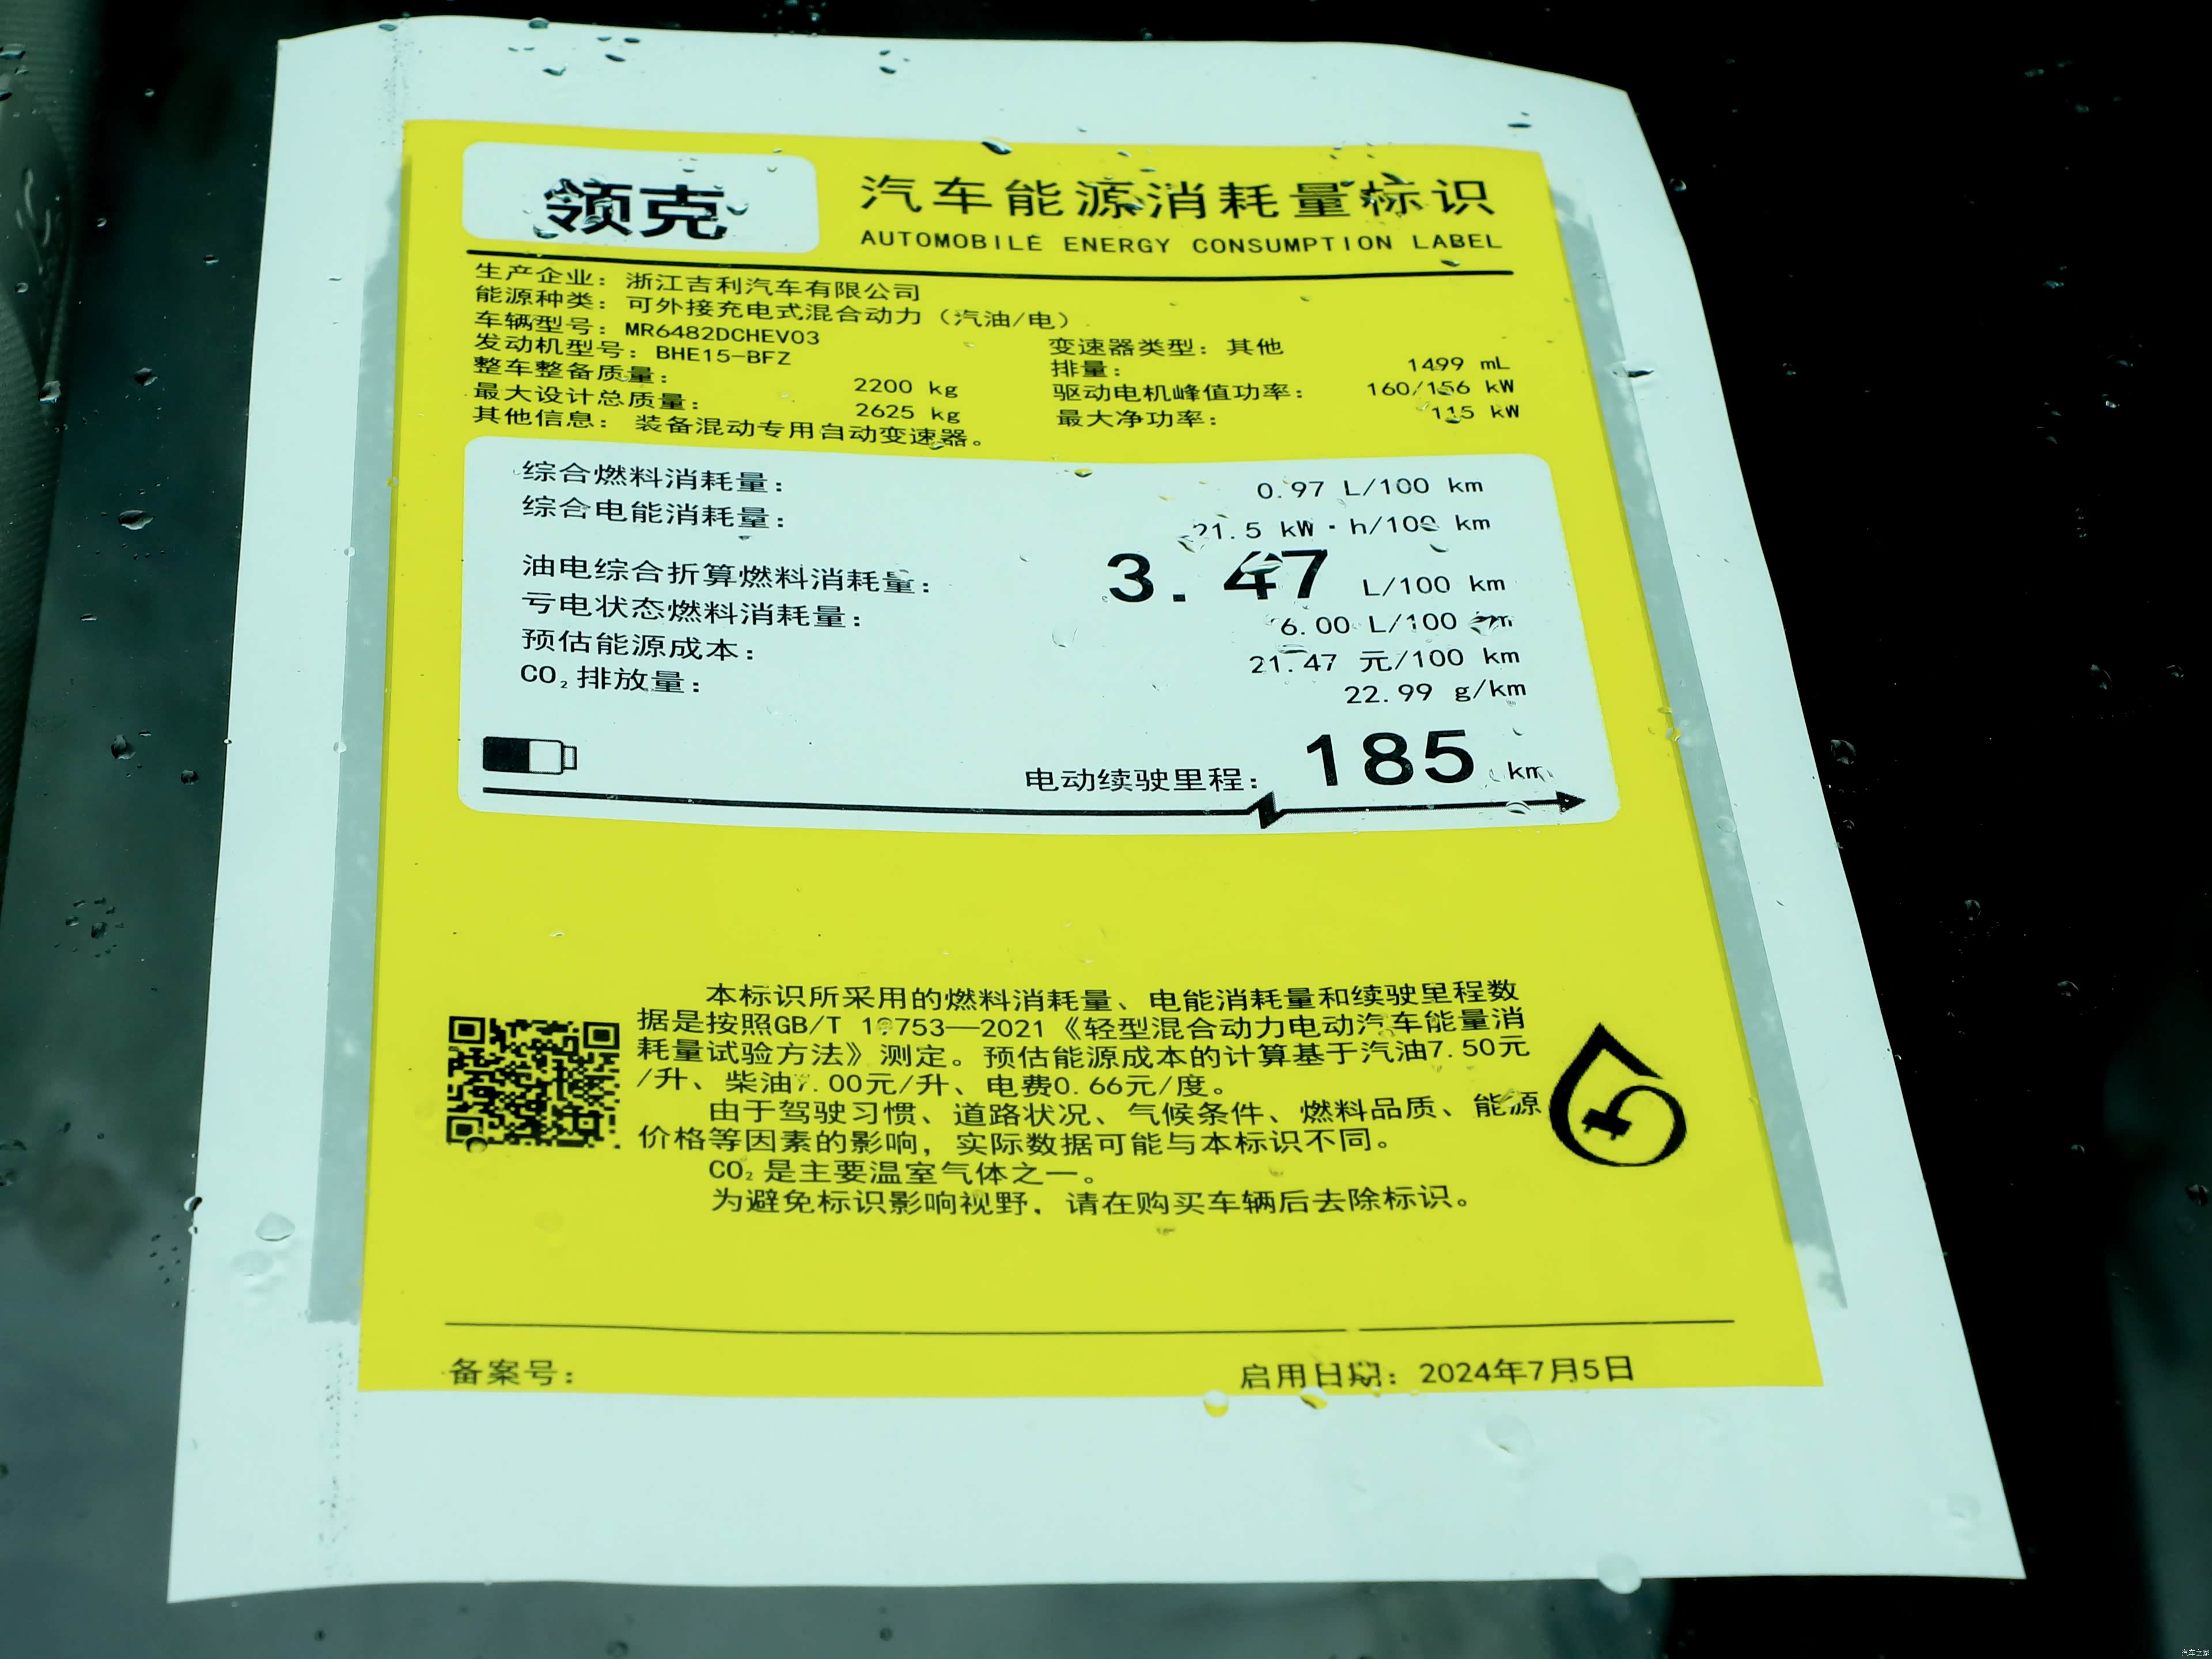 领克
汽车能源消耗量标识
AUTOMOBILE ENERGY CONSUMPTION LABEL
生产企业：浙江吉利汽车有限公司
能源种类：可外接充电式混合动力（汽油/电）
车辆型号：MR6482DCHEV03
发动机型号：BHE15-BFZ
变速器类型：其他
整车整备质量： 2200 kg
排量： 1499 mL
最大设计总质量： 2625 kg
驱动电机峰值功率： 160/156 kW
其他信息： 装备混动专用自动变速器。
最大净功率： 115 kW
综合燃料消耗量： 0.97 L/100 km
综合电能消耗量： 21.5 kW·h/100 km
油电综合折算燃料消耗量： 3.47 L/100 km
亏电状态燃料消耗量： 6.00 L/100 km
预估能源成本： 21.47 元/100 km
CO₂排放量： 22.99 g/km
电动续驶里程： 185 km
本标识所采用的燃料消耗量、电能消耗量和续驶里程数
据是按照GB/T 19753—2021《轻型混合动力电动汽车能量消
耗量试验方法》测定。预估能源成本的计算基于汽油7.50元
/升、柴油7.00元/升、电费0.66元/度。
由于驾驶习惯、道路状况、气候条件、燃料品质、能源
价格等因素的影响，实际数据可能与本标识不同。
CO₂是主要温室气体之一。
为避免标识影响视野，请在购买车辆后去除标识。
备案号：
启用日期：2024年7月5日
汽车之家